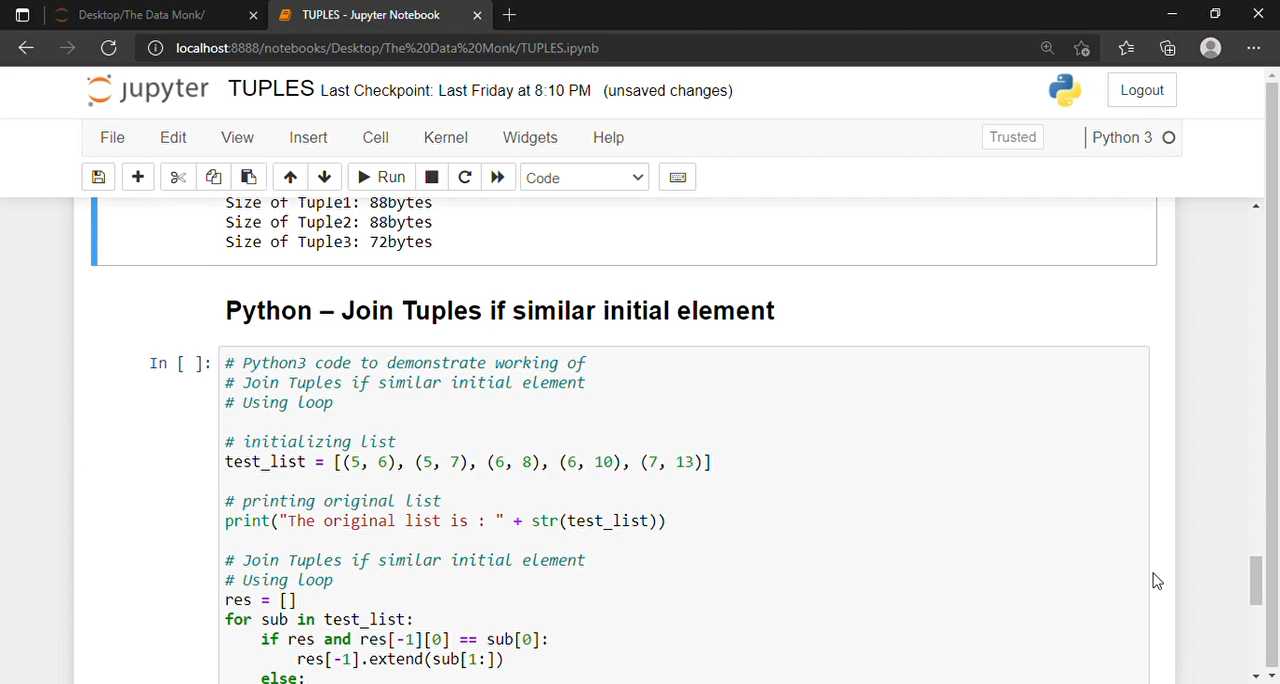 Desktop/The Data Monk/
TUPLES - Jupyter Notebook
localhost:8888/notebooks/Desktop/The%20Data%20Monk/TUPLES.ipynb
jupyter TUPLES Last Checkpoint: Last Friday at 8:10 PM (unsaved changes)
Logout
File Edit View Insert Cell Kernel Widgets Help
Trusted
Python 3
Run
Code
Size of Tuple1: 88bytes
Size of Tuple2: 88bytes
Size of Tuple3: 72bytes
Python – Join Tuples if similar initial element
In [ ]: # Python3 code to demonstrate working of
# Join Tuples if similar initial element
# Using loop
# initializing list
test_list = [(5, 6), (5, 7), (6, 8), (6, 10), (7, 13)]
# printing original list
print("The original list is : " + str(test_list))
# Join Tuples if similar initial element
# Using loop
res = []
for sub in test_list:
    if res and res[-1][0] == sub[0]:
        res[-1].extend(sub[1:])
    else: